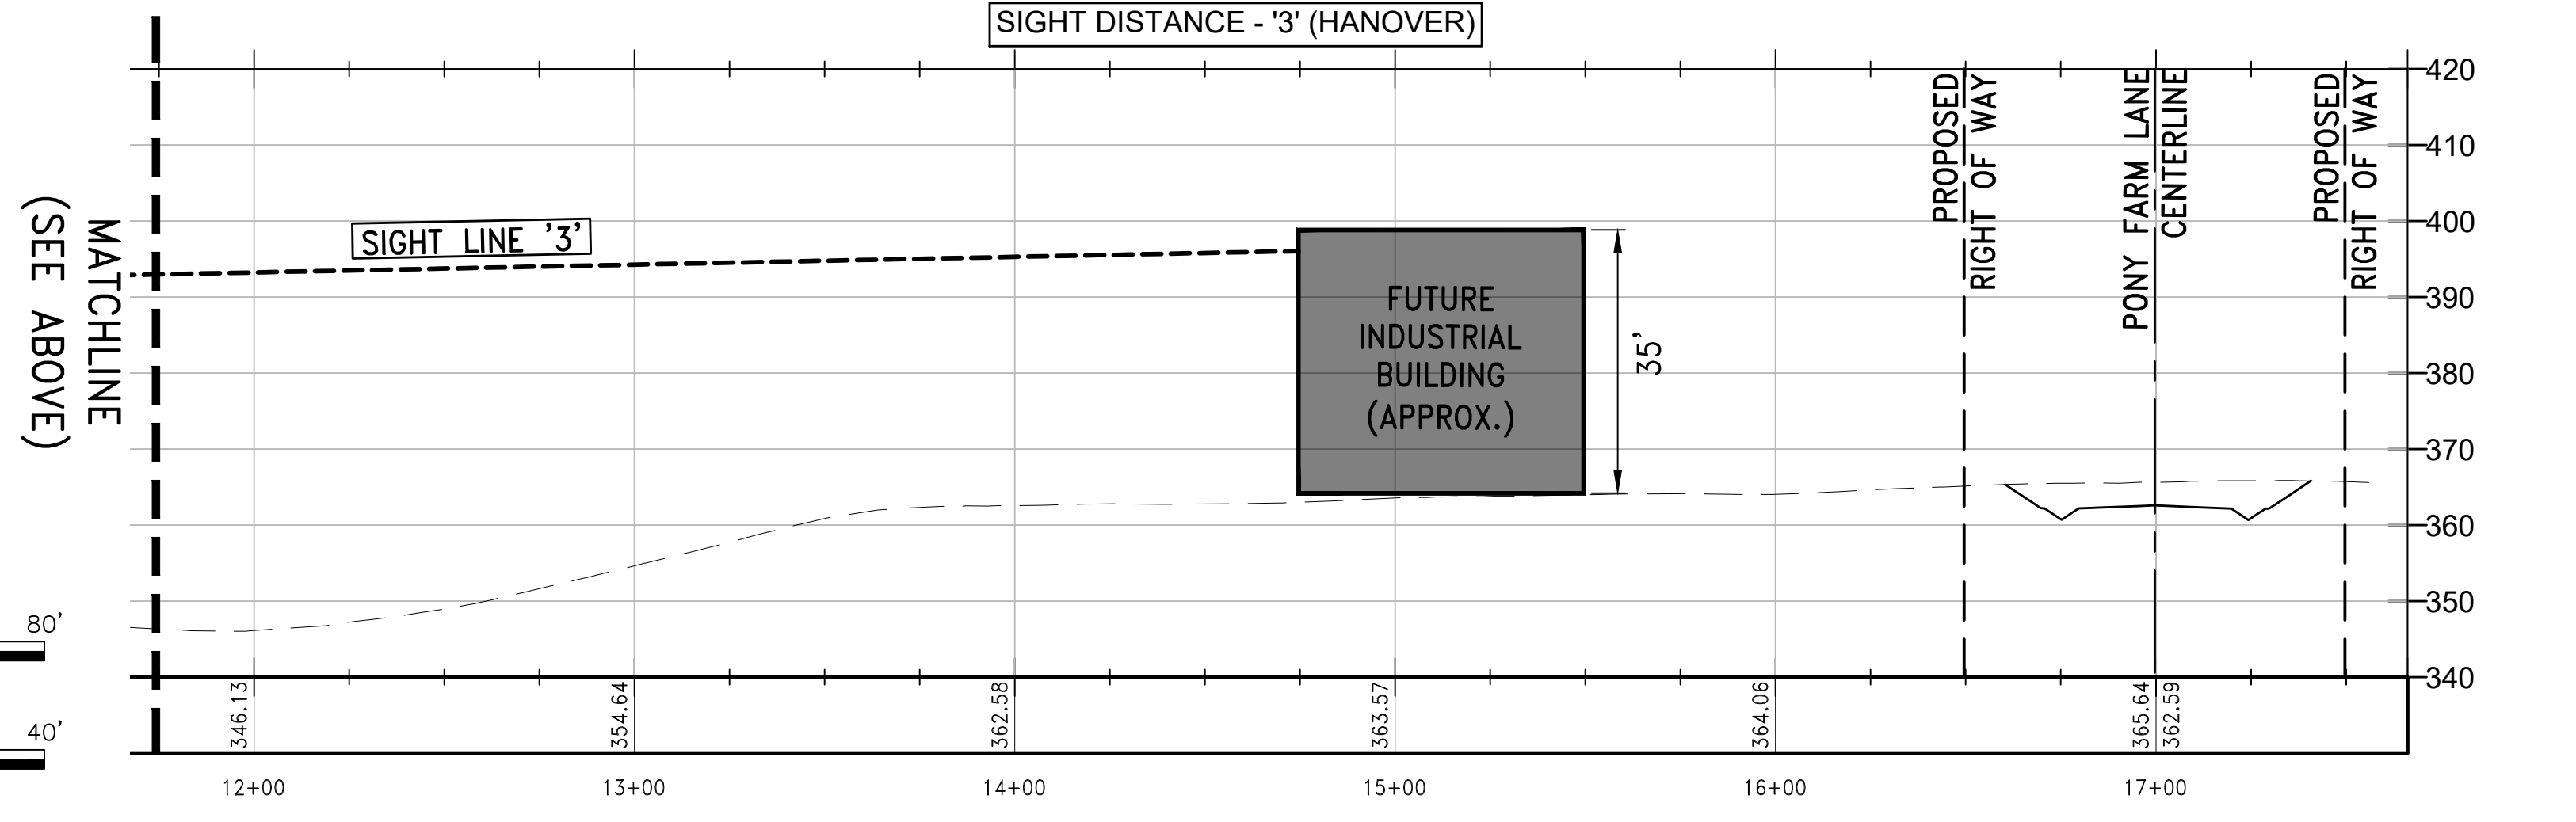 SIGHT DISTANCE - '3' (HANOVER)
MATCHLINE
(SEE ABOVE)
SIGHT LINE '3'
FUTURE
INDUSTRIAL
BUILDING
(APPROX.)
35'
PROPOSED
RIGHT OF WAY
PONY FARM LANE
CENTERLINE
PROPOSED
RIGHT OF WAY
420
410
400
390
380
370
360
350
340
80'
40'
346.13
354.64
362.58
363.57
364.06
365.64
362.59
12+00
13+00
14+00
15+00
16+00
17+00